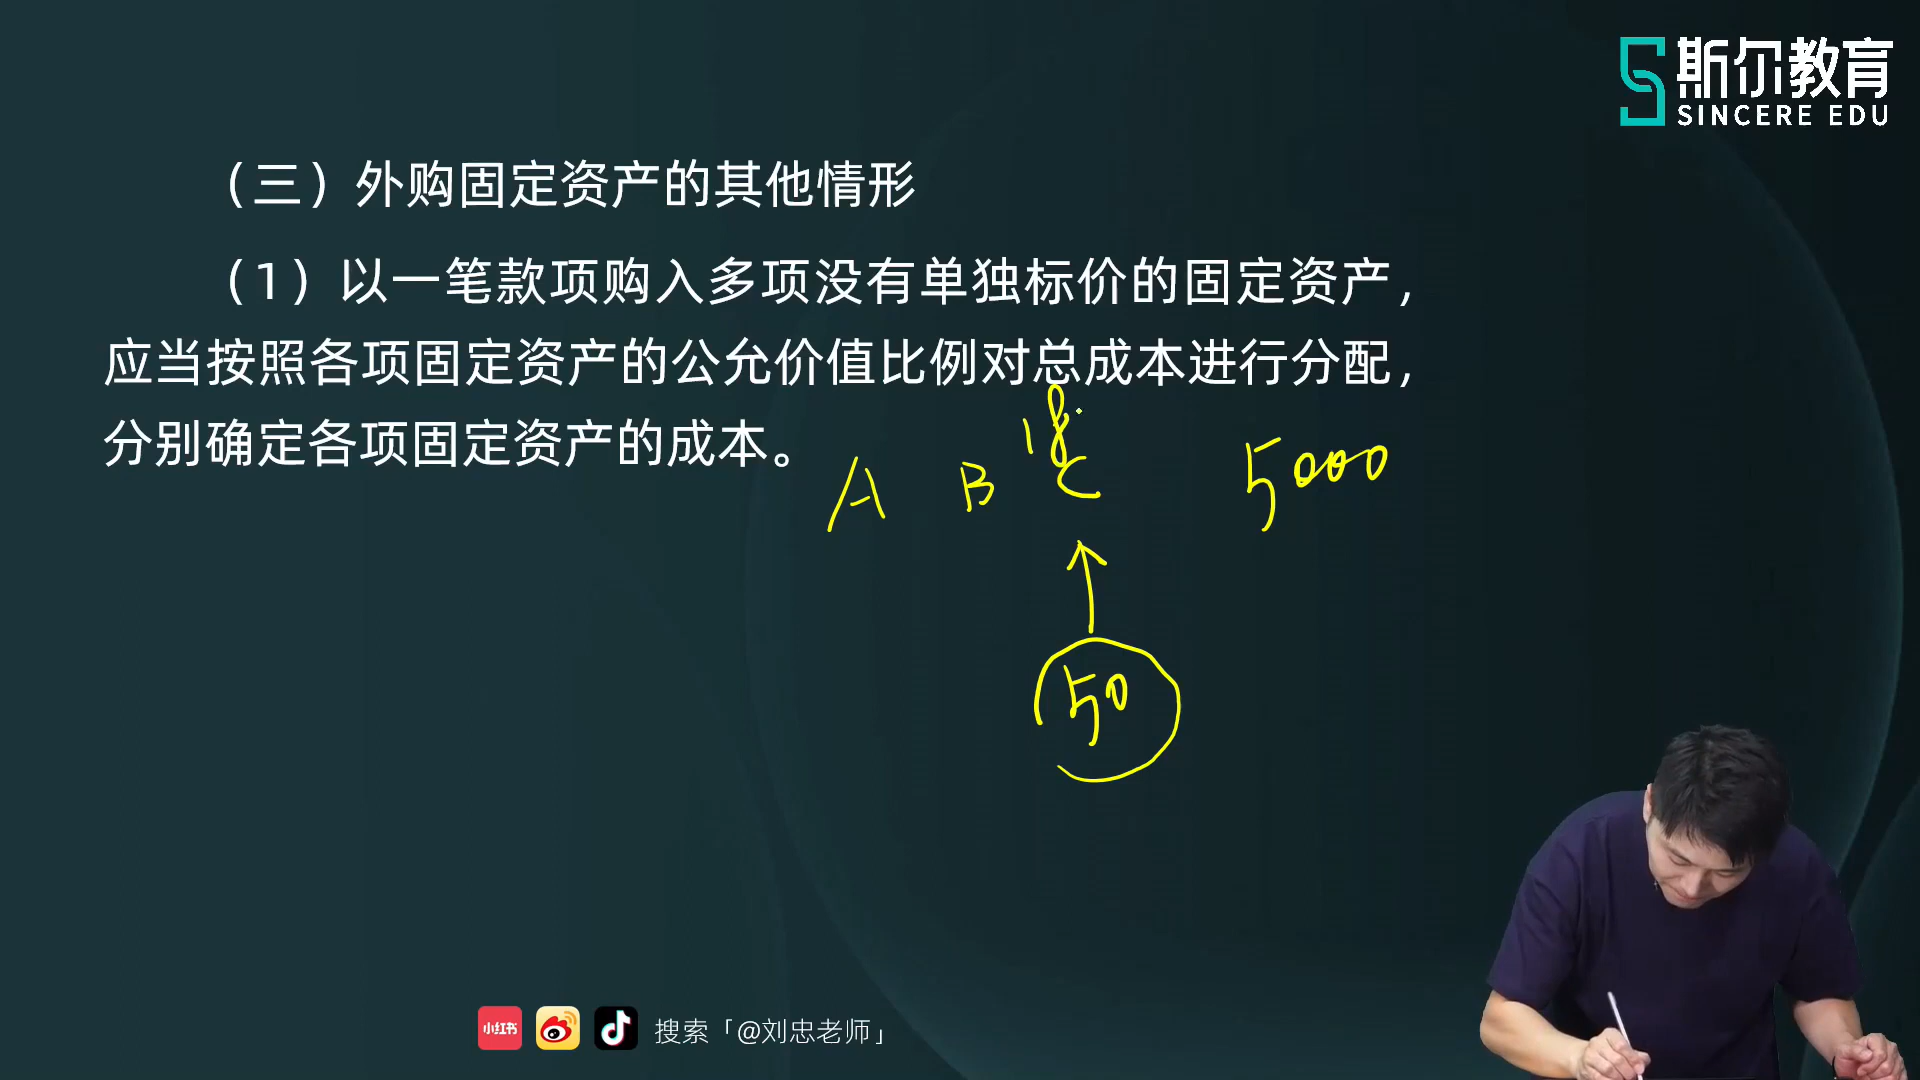 斯尔教育
SINCERE EDU
（三）外购固定资产的其他情形
（1）以一笔款项购入多项没有单独标价的固定资产，
应当按照各项固定资产的公允价值比例对总成本进行分配，
分别确定各项固定资产的成本。
A B C 5000
50
小红书
搜索「@刘忠老师」